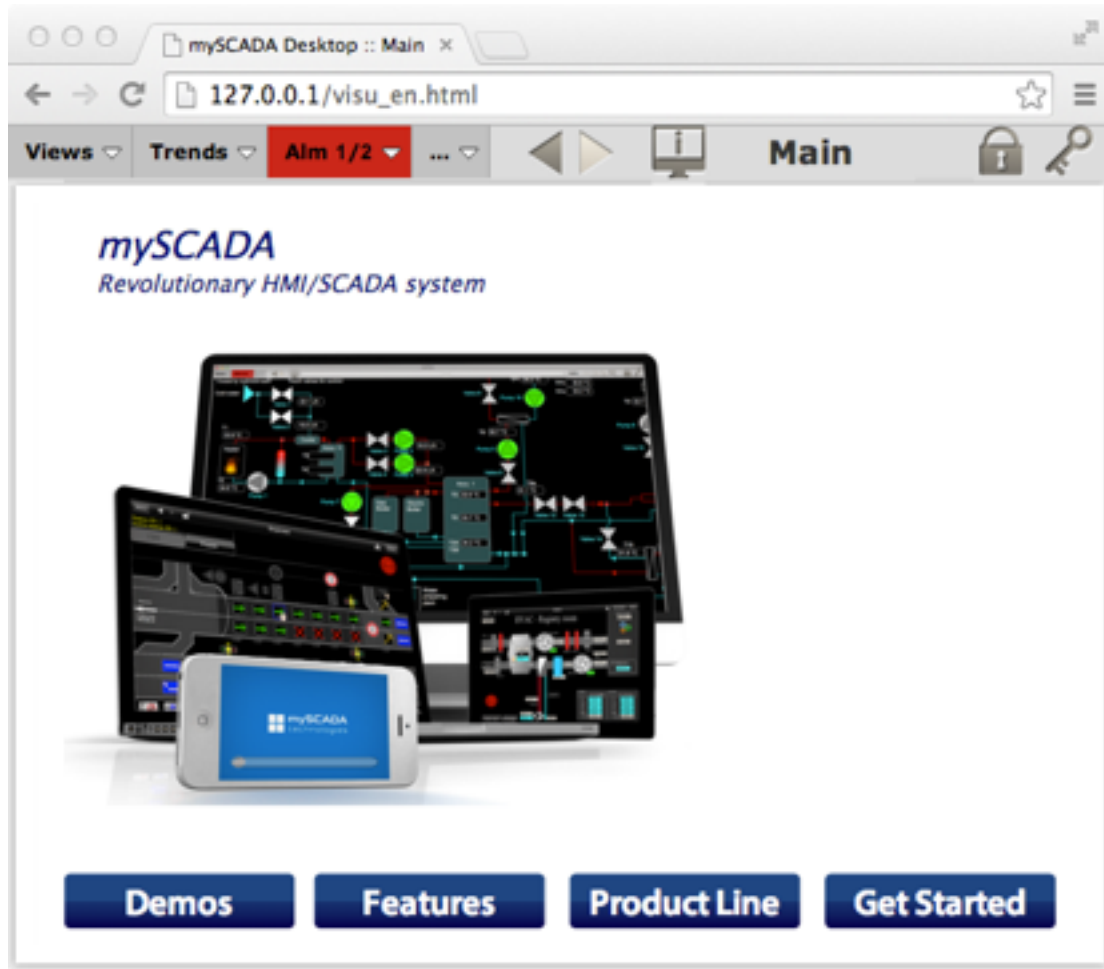 mySCADA Desktop :: Main
127.0.0.1/visu_en.html
Views Trends Alm 1/2 ... Main
mySCADA
Revolutionary HMI/SCADA system
mySCADA
technologies
Demos Features Product Line Get Started